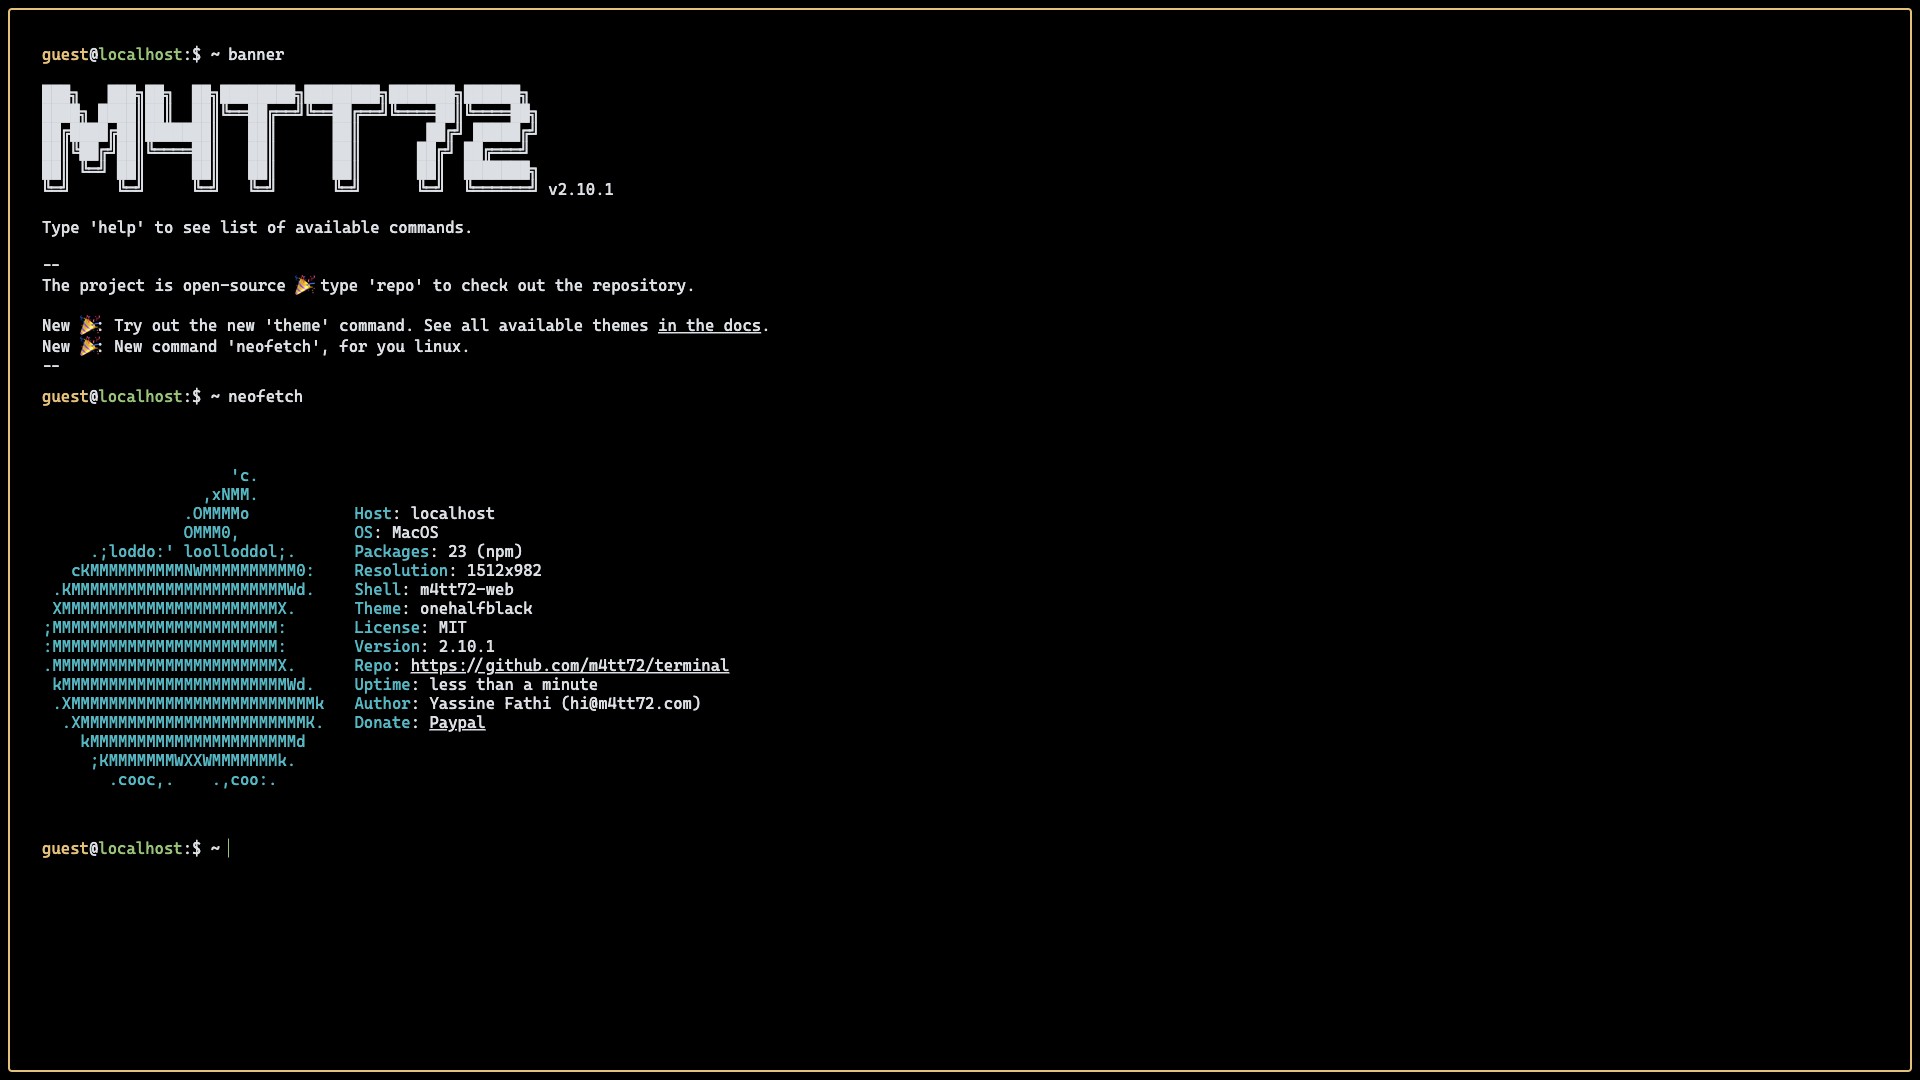 guest@localhost:$ ~ banner
M4TT72 v2.10.1
Type 'help' to see list of available commands.
--
The project is open-source 🎉 type 'repo' to check out the repository.
New 🎉: Try out the new 'theme' command. See all available themes in the docs.
New 🎉: New command 'neofetch', for you linux.
--
guest@localhost:$ ~ neofetch
'c.
,xNMM.
.OMMMMo Host: localhost
OMMM0, OS: MacOS
.;loddo:' loolloddol;. Packages: 23 (npm)
cKMMMMMMMMMMNWMMMMMMMMMM0: Resolution: 1512x982
.KMMMMMMMMMMMMMMMMMMMMMMMWd. Shell: m4tt72-web
XMMMMMMMMMMMMMMMMMMMMMMMX. Theme: onehalfblack
;MMMMMMMMMMMMMMMMMMMMMMMM: License: MIT
:MMMMMMMMMMMMMMMMMMMMMMMM: Version: 2.10.1
.MMMMMMMMMMMMMMMMMMMMMMMMX. Repo: https://github.com/m4tt72/terminal
kMMMMMMMMMMMMMMMMMMMMMMMMWd. Uptime: less than a minute
.XMMMMMMMMMMMMMMMMMMMMMMMMMMk Author: Yassine Fathi (hi@m4tt72.com)
.XMMMMMMMMMMMMMMMMMMMMMMMMK. Donate: Paypal
kMMMMMMMMMMMMMMMMMMMMMMd
;KMMMMMMMWXXWMMMMMMMk.
.cooc,. .,coo:.
guest@localhost:$ ~